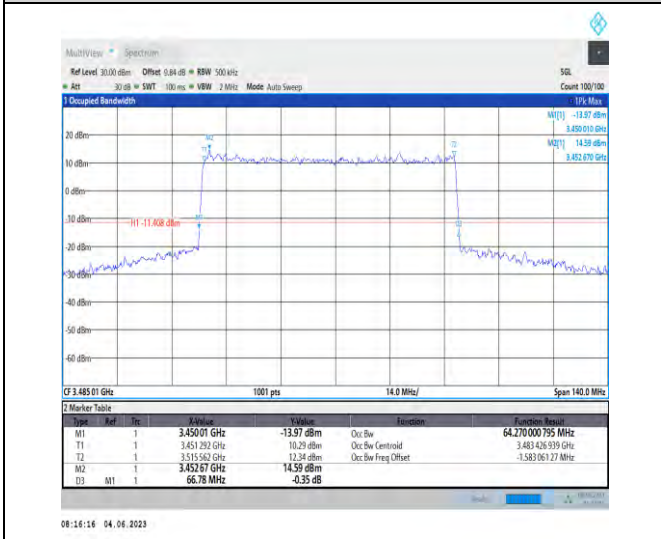 MultiView Spectrum
Ref Level 30.00 dBm Offset 0.84 dB RBW 500 kHz SGL
Att 30 dB SWT 100 ms VBW 2 MHz Mode Auto Sweep Count 100/100
1 Occupied Bandwidth 1Pk Max
M1[1] -13.97 dBm
3.450 010 GHz
M2[1] 14.59 dBm
3.452 670 GHz
20 dBm
M2
T1
T2
10 dBm
0 dBm
-10 dBm
H1 -11.408 dBm
M1
D3
-20 dBm
-30 dBm
-40 dBm
-50 dBm
-60 dBm
CF 3.485 01 GHz 1001 pts 14.0 MHz/ Span 140.0 MHz
2 Marker Table
Type Ref Trc X-Value Y-Value Function Function Result
M1 1 3.450 01 GHz -13.97 dBm Occ Bw 64.270 000 795 MHz
T1 1 3.451 292 GHz 10.29 dBm Occ Bw Centroid 3.483 426 939 GHz
T2 1 3.515 562 GHz 12.34 dBm Occ Bw Freq Offset -1.583 061 27 MHz
M2 1 3.452 67 GHz 14.59 dBm
D3 M1 1 66.78 MHz -0.35 dB
08:16:16 04.06.2023